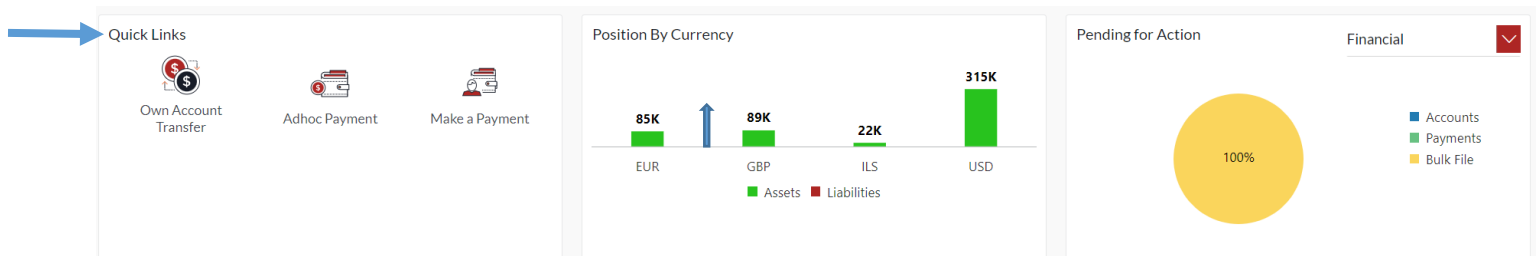 Quick Links
$
$
Own Account
Transfer
$
Adhoc Payment
Make a Payment
Position By Currency
315K
85K
89K
22K
EUR
GBP
ILS
USD
Assets
Liabilities
Pending for Action
Financial
100%
Accounts
Payments
Bulk File